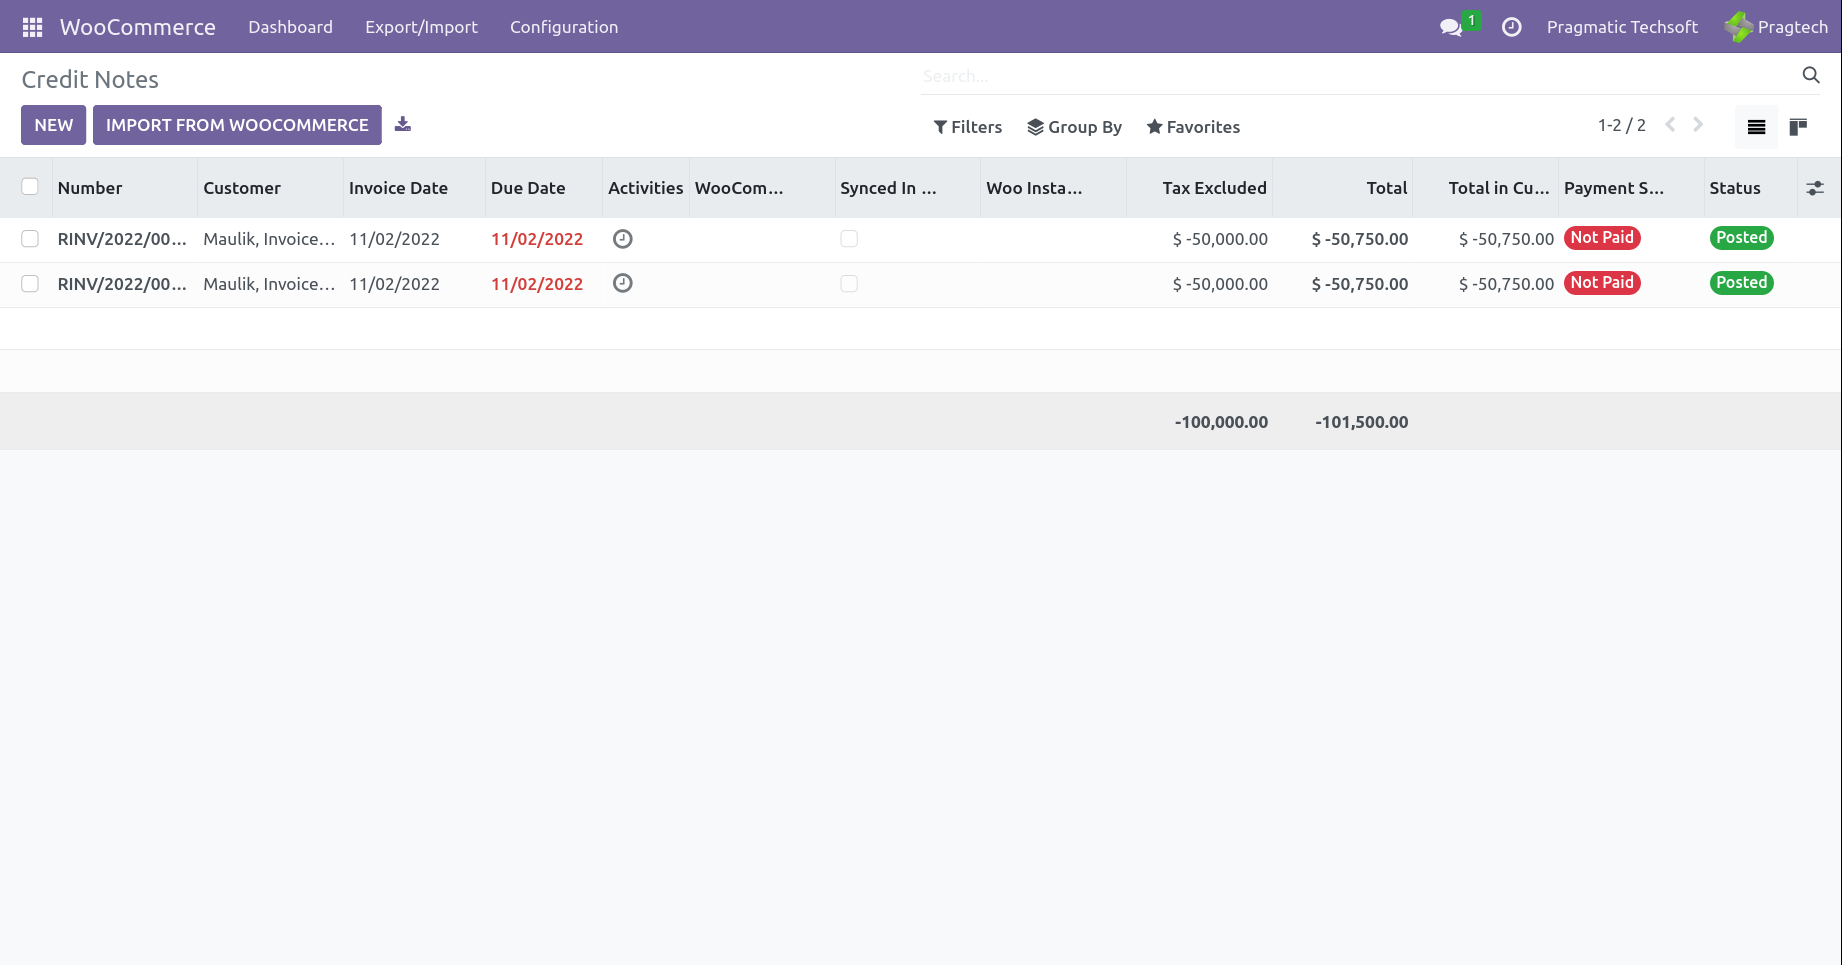 WooCommerce Dashboard Export/Import Configuration 1 Pragmatic Techsoft Pragtech
Credit Notes Search...
NEW IMPORT FROM WOOCOMMERCE Filters Group By Favorites 1-2 / 2
Number Customer Invoice Date Due Date Activities WooCom... Synced In ... Woo Insta... Tax Excluded Total Total in Cu... Payment S... Status
RINV/2022/00... Maulik, Invoice... 11/02/2022 11/02/2022 $ -50,000.00 $ -50,750.00 $ -50,750.00 Not Paid Posted
RINV/2022/00... Maulik, Invoice... 11/02/2022 11/02/2022 $ -50,000.00 $ -50,750.00 $ -50,750.00 Not Paid Posted
-100,000.00 -101,500.00